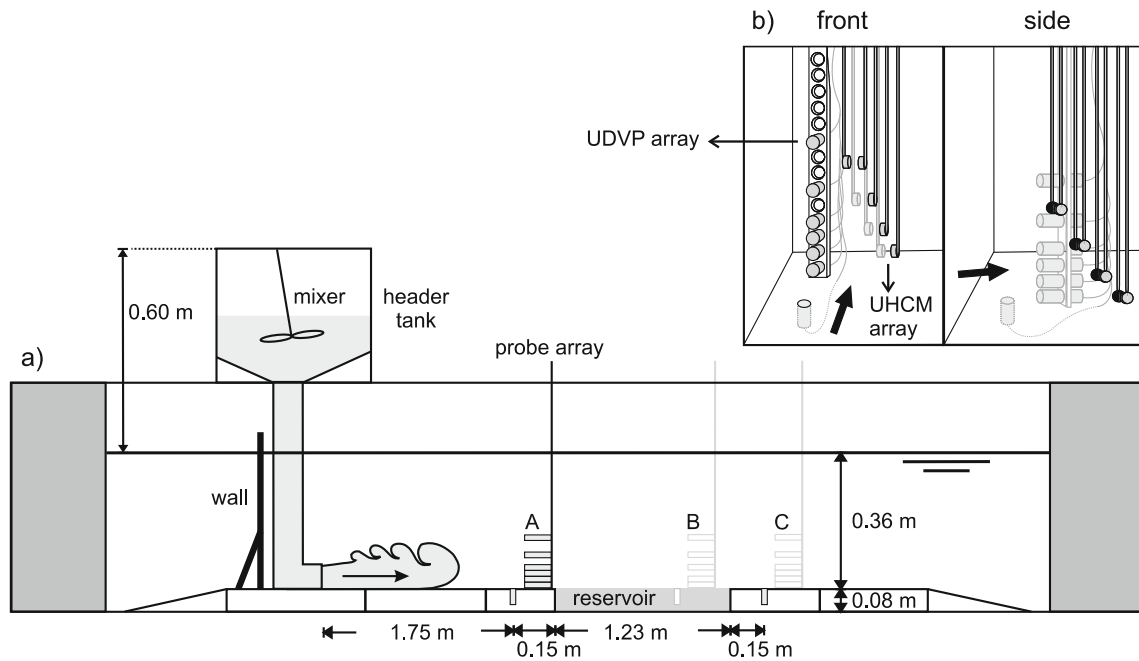 b)
front
side
UDVP array
UHCM
array
a)
0.60 m
mixer
header
tank
probe array
wall
A
B
C
0.36 m
reservoir
0.08 m
1.75 m
0.15 m
1.23 m
0.15 m